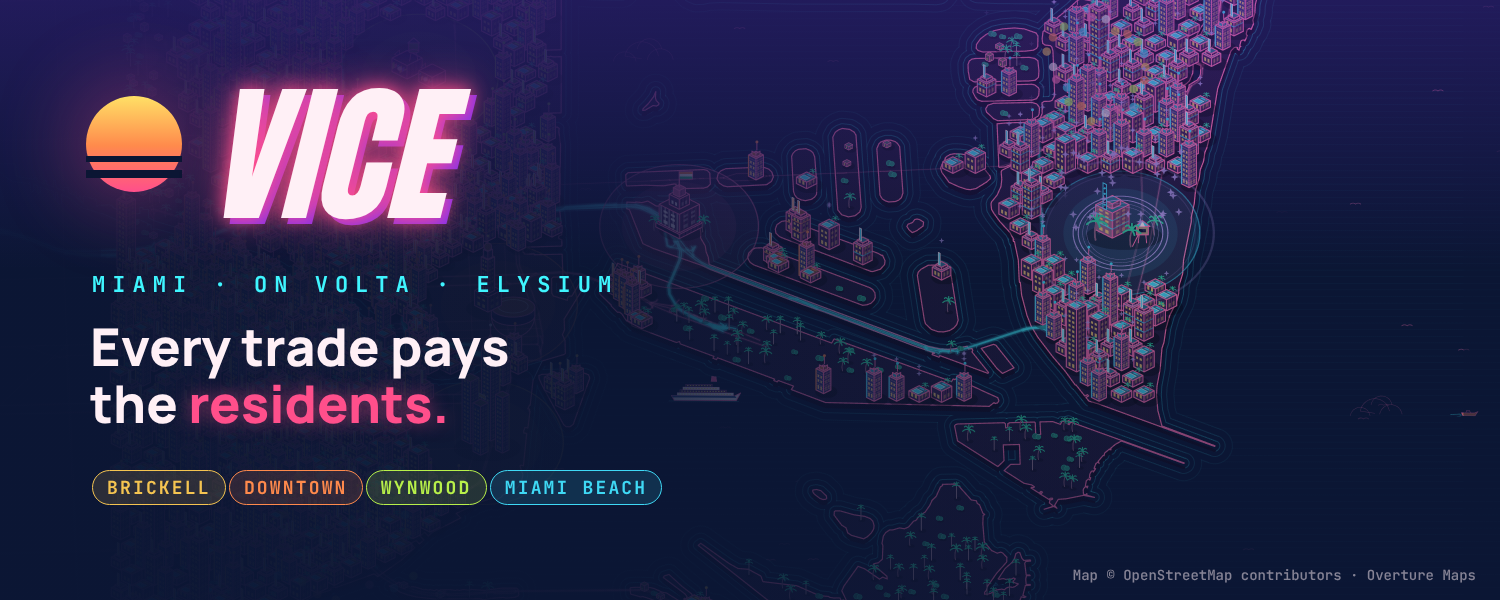 VICE
MIAMI · ON VOLTA · ELYSIUM
Every trade pays
the residents.
BRICKELL DOWNTOWN WYNWOOD MIAMI BEACH
Map © OpenStreetMap contributors · Overture Maps